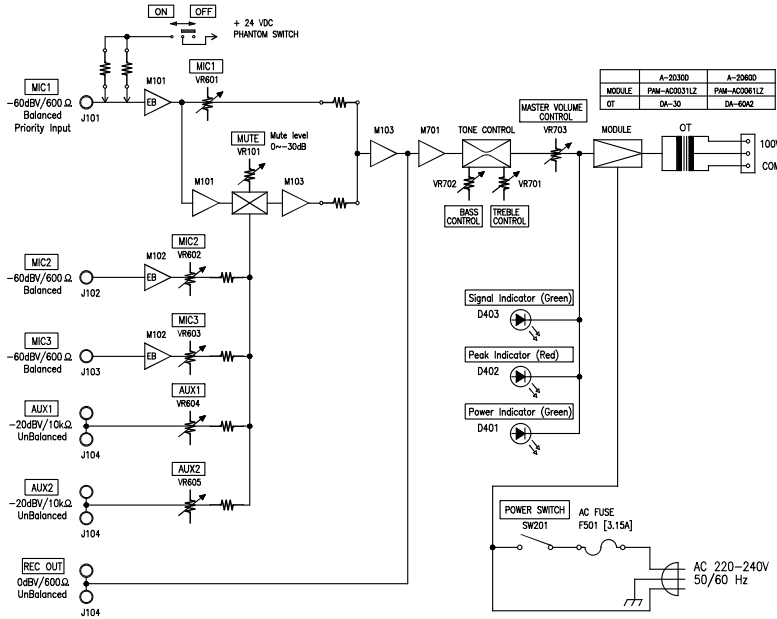 ON
OFF
+ 24 VDC
PHANTOM SWITCH
MIC1
-60dBV/600Ω
Balanced
Priority Input
J101
M101
EB
MIC1
VR601
MUTE
VR101
Mute level
0~-30dB
M101
M103
M103
M701
TONE CONTROL
VR702
VR701
BASS
CONTROL
TREBLE
CONTROL
MASTER VOLUME
CONTROL
VR703
MODULE
OT
A-2030D A-2060D
MODULE PAM-AC0031LZ PAM-AC0061LZ
OT DA-30 DA-60A2
100V
COM
MIC2
-60dBV/600Ω
Balanced
J102
M102
EB
MIC2
VR602
MIC3
-60dBV/600Ω
Balanced
J103
M102
EB
MIC3
VR603
AUX1
-20dBV/10kΩ
UnBalanced
J104
AUX1
VR604
AUX2
-20dBV/10kΩ
UnBalanced
J104
AUX2
VR605
REC OUT
0dBV/600Ω
UnBalanced
J104
Signal Indicator (Green)
D403
Peak Indicator (Red)
D402
Power Indicator (Green)
D401
POWER SWITCH
SW201
AC FUSE
F501 [3.15A]
AC 220-240V
50/60 Hz